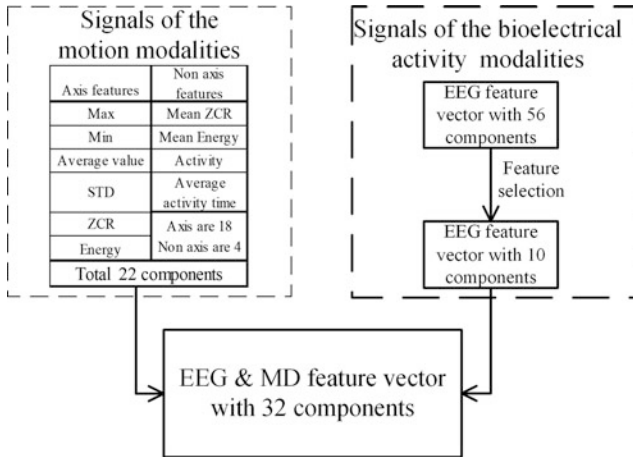 Signals of the
motion modalities
Axis features
Non axis
features
Max
Mean ZCR
Min
Mean Energy
Average value
Activity
STD
Average
activity time
ZCR
Energy
Axis are 18
Non axis are 4
Total 22 components
Signals of the bioelectrical
activity modalities
EEG feature
vector with 56
components
Feature
selection
EEG feature
vector with 10
components
EEG & MD feature vector
with 32 components